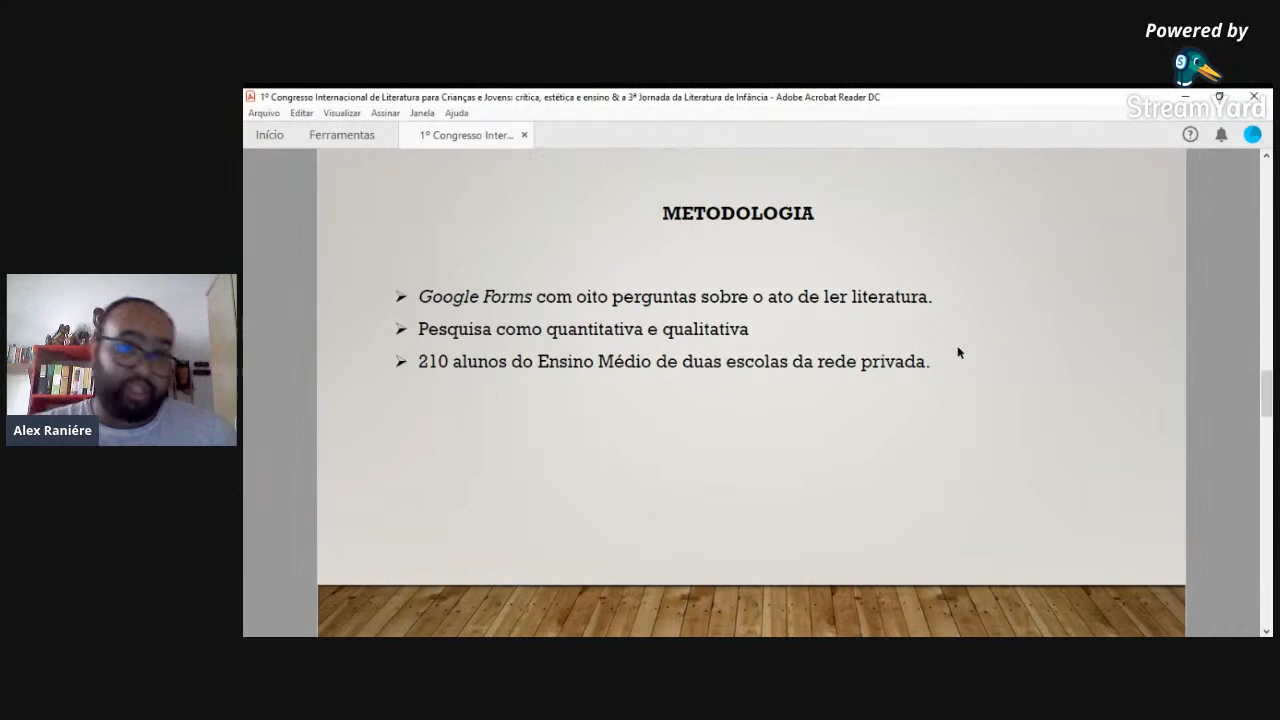 Powered by
StreamYard
1º Congresso Internacional de Literatura para Crianças e Jovens: crítica, estética e ensino & a 3ª Jornada da Literatura de Infância - Adobe Acrobat Reader DC
Arquivo Editar Visualizar Assinar Janela Ajuda
Início Ferramentas 1º Congresso Inter... ×
METODOLOGIA
➢ Google Forms com oito perguntas sobre o ato de ler literatura.
➢ Pesquisa como quantitativa e qualitativa
➢ 210 alunos do Ensino Médio de duas escolas da rede privada.
Alex Raniére